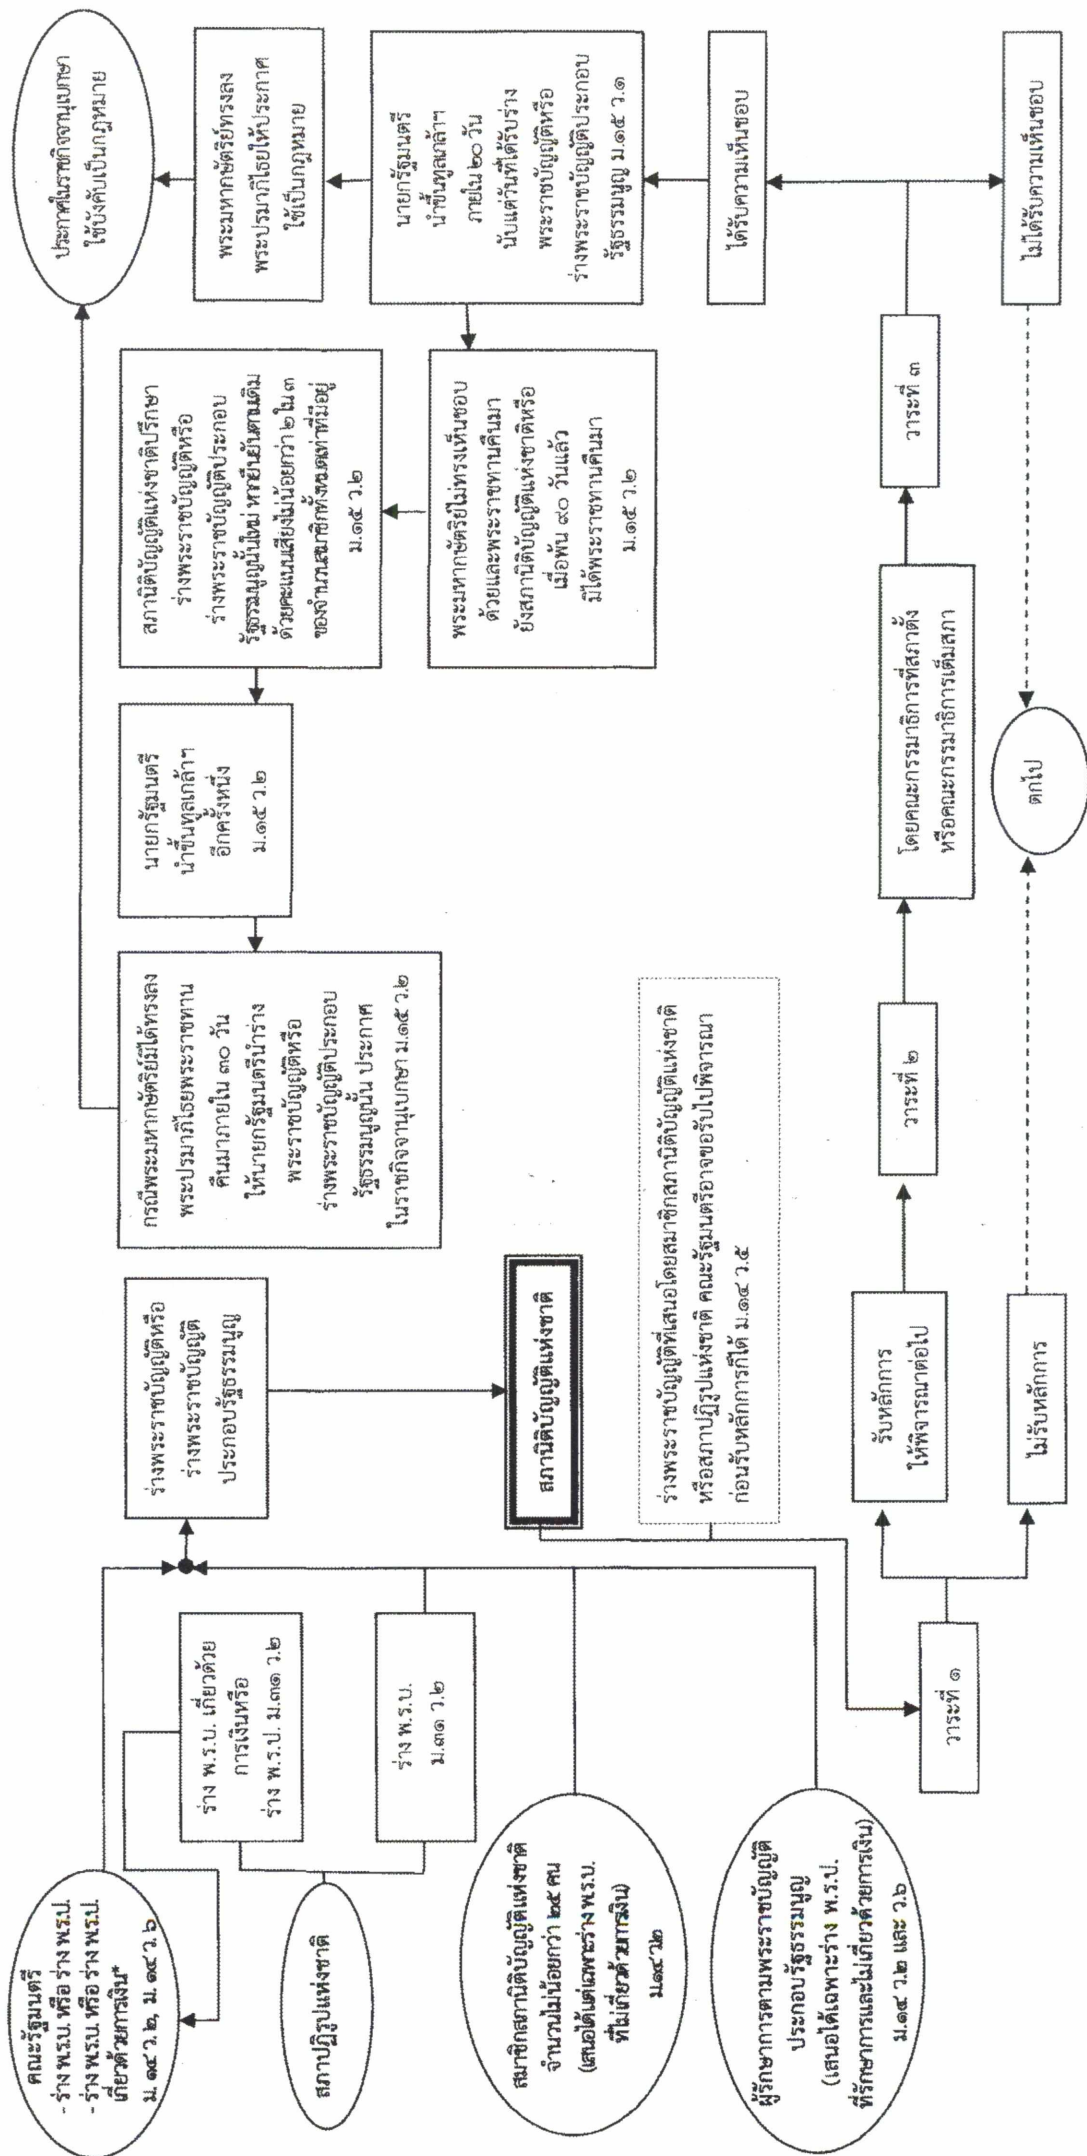 คณะรัฐมนตรี
- ร่าง พ.ร.บ. หรือ ร่าง พ.ร.ป.
- ร่าง พ.ร.บ. หรือ ร่าง พ.ร.ป.
เกี่ยวด้วยการเงิน*
ม. ๑๔ ว.๒, ม. ๑๔ ว. ๖
ร่าง พ.ร.บ. เกี่ยวด้วย
การเงินหรือ
ร่าง พ.ร.ป. ม.๓๑ ว.๒
สภาปฏิรูปแห่งชาติ
ร่าง พ.ร.บ.
ม.๓๑ ว.๒
สมาชิกสภานิติบัญญัติแห่งชาติ
จำนวนไม่น้อยกว่า ๒๕ คน
(เสนอได้แต่เฉพาะร่าง พ.ร.บ.
ที่ไม่เกี่ยวด้วยการเงิน)
ม.๑๔ ว.๒
ผู้รักษาการตามพระราชบัญญัติ
ประกอบรัฐธรรมนูญ
(เสนอได้เฉพาะร่าง พ.ร.ป.
ที่รักษาการและไม่เกี่ยวด้วยการเงิน)
ม.๑๔ ว.๒ และ ว.๖
ร่างพระราชบัญญัติหรือ
ร่างพระราชบัญญัติ
ประกอบรัฐธรรมนูญ
สภานิติบัญญัติแห่งชาติ
ร่างพระราชบัญญัติที่เสนอโดยสมาชิกสภานิติบัญญัติแห่งชาติ
หรือสภาปฏิรูปแห่งชาติ คณะรัฐมนตรีอาจขอรับไปพิจารณา
ก่อนรับหลักการก็ได้ ม.๑๔ ว.๕
วาระที่ ๑
รับหลักการ
ให้พิจารณาต่อไป
ไม่รับหลักการ
วาระที่ ๒
โดยคณะกรรมาธิการที่สภาตั้ง
หรือคณะกรรมาธิการเต็มสภา
ตกไป
วาระที่ ๓
ได้รับความเห็นชอบ
ไม่ได้รับความเห็นชอบ
นายกรัฐมนตรี
นำขึ้นทูลเกล้าฯ
ภายใน ๒๐ วัน
นับแต่วันที่ได้รับร่าง
พระราชบัญญัติหรือ
ร่างพระราชบัญญัติประกอบ
รัฐธรรมนูญ ม.๑๕ ว.๑
พระมหากษัตริย์ทรงลง
พระปรมาภิไธยให้ประกาศ
ใช้เป็นกฎหมาย
ประกาศในราชกิจจานุเบกษา
ใช้บังคับเป็นกฎหมาย
พระมหากษัตริย์ไม่ทรงเห็นชอบ
ด้วยและพระราชทานคืนมา
ยังสภานิติบัญญัติแห่งชาติหรือ
เมื่อพ้น ๙๐ วันแล้ว
มิได้พระราชทานคืนมา
ม.๑๕ ว.๒
สภานิติบัญญัติแห่งชาติปรึกษา
ร่างพระราชบัญญัติหรือ
ร่างพระราชบัญญัติประกอบ
รัฐธรรมนูญนั้นใหม่ หากยืนยันตามเดิม
ด้วยคะแนนเสียงไม่น้อยกว่า ๒ ใน ๓
ของจำนวนสมาชิกทั้งหมดเท่าที่มีอยู่
ม.๑๕ ว.๒
นายกรัฐมนตรี
นำขึ้นทูลเกล้าฯ
อีกครั้งหนึ่ง
ม.๑๕ ว.๒
กรณีพระมหากษัตริย์มิได้ทรงลง
พระปรมาภิไธยพระราชทาน
คืนมาภายใน ๓๐ วัน
ให้นายกรัฐมนตรีนำร่าง
พระราชบัญญัติหรือ
ร่างพระราชบัญญัติประกอบ
รัฐธรรมนูญนั้น ประกาศ
ในราชกิจจานุเบกษา ม.๑๕ ว.๒